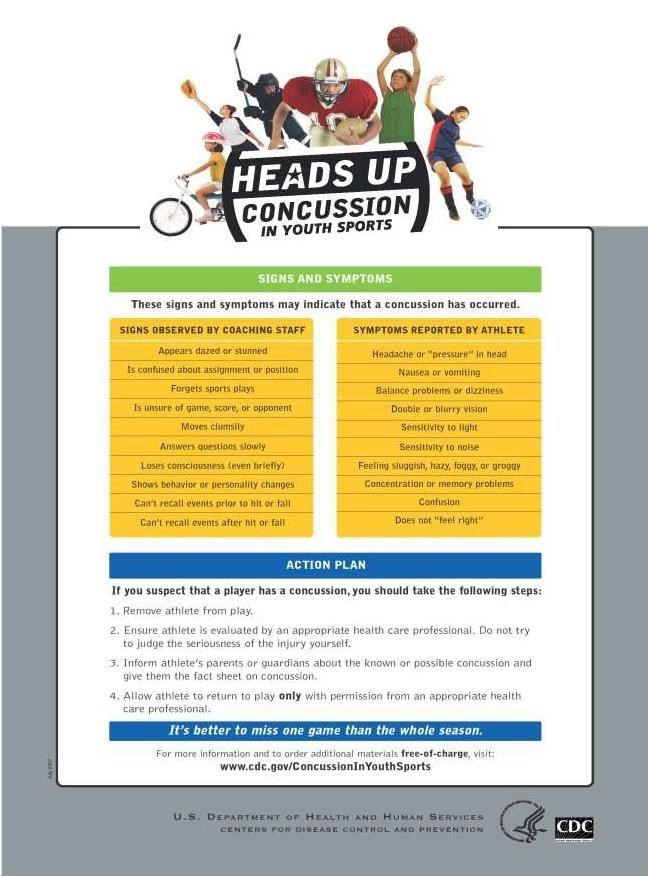 HEADS UP
CONCUSSION
IN YOUTH SPORTS
SIGNS AND SYMPTOMS
These signs and symptoms may indicate that a concussion has occurred.
SIGNS OBSERVED BY COACHING STAFF
Appears dazed or stunned
Is confused about assignment or position
Forgets sports plays
Is unsure of game, score, or opponent
Moves clumsily
Answers questions slowly
Loses consciousness (even briefly)
Shows behavior or personality changes
Can't recall events prior to hit or fall
Can't recall events after hit or fall
SYMPTOMS REPORTED BY ATHLETE
Headache or "pressure" in head
Nausea or vomiting
Balance problems or dizziness
Double or blurry vision
Sensitivity to light
Sensitivity to noise
Feeling sluggish, hazy, foggy, or groggy
Concentration or memory problems
Confusion
Does not "feel right"
ACTION PLAN
If you suspect that a player has a concussion, you should take the following steps:
1. Remove athlete from play.
2. Ensure athlete is evaluated by an appropriate health care professional. Do not try
to judge the seriousness of the injury yourself.
3. Inform athlete's parents or guardians about the known or possible concussion and
give them the fact sheet on concussion.
4. Allow athlete to return to play only with permission from an appropriate health
care professional.
It's better to miss one game than the whole season.
For more information and to order additional materials free-of-charge, visit:
www.cdc.gov/ConcussionInYouthSports
July 2007
U.S. DEPARTMENT OF HEALTH AND HUMAN SERVICES
CENTERS FOR DISEASE CONTROL AND PREVENTION
CDC